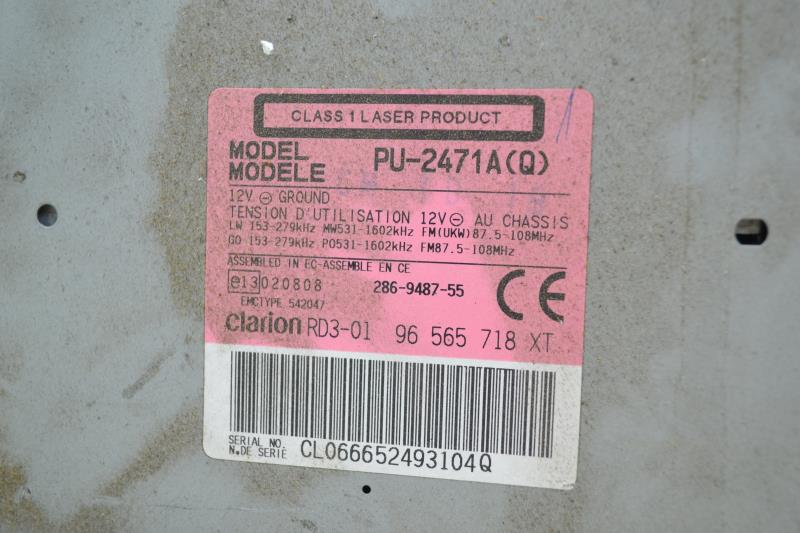 CLASS 1 LASER PRODUCT
MODEL
MODÈLE PU-2471A(Q)
12V ⊖ GROUND
TENSION D'UTILISATION 12V ⊖ AU CHASSIS
LW 153-279kHz MW531-1602kHz FM(UKW)87.5-108MHz
GO 153-279kHz PO531-1602kHz FM87.5-108MHz
ASSEMBLED IN EC-ASSEMBLE EN CE
e13 020808 286-9487-55 CE
EMCTYPE 542047
clarion RD3-01 96 565 718 XT
SERIAL NO.
N.DE SERIE CL066652493104Q